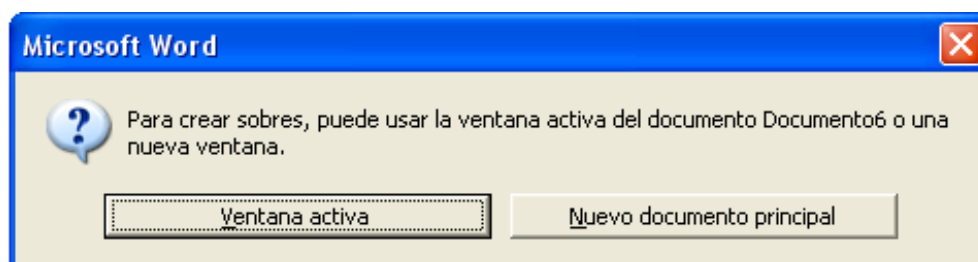 Microsoft Word
Para crear sobres, puede usar la ventana activa del documento Documento6 o una
nueva ventana.
Ventana activa
Nuevo documento principal